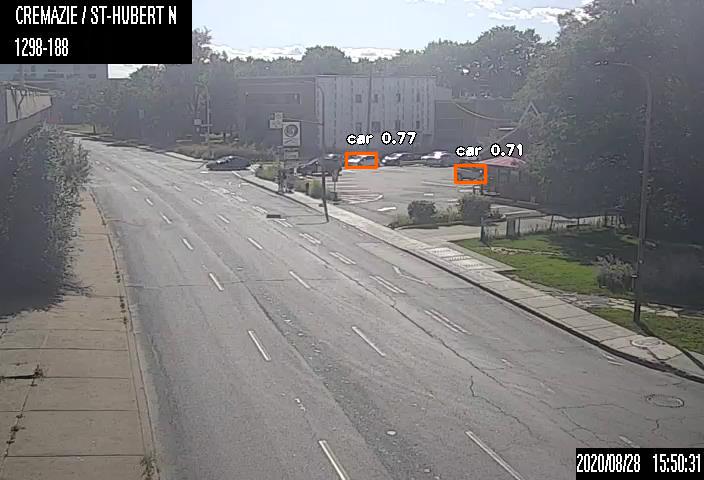 CREMAZIE / ST-HUBERT N
1298-188
car 0.77
car 0.71
2020/08/28 15:50:31